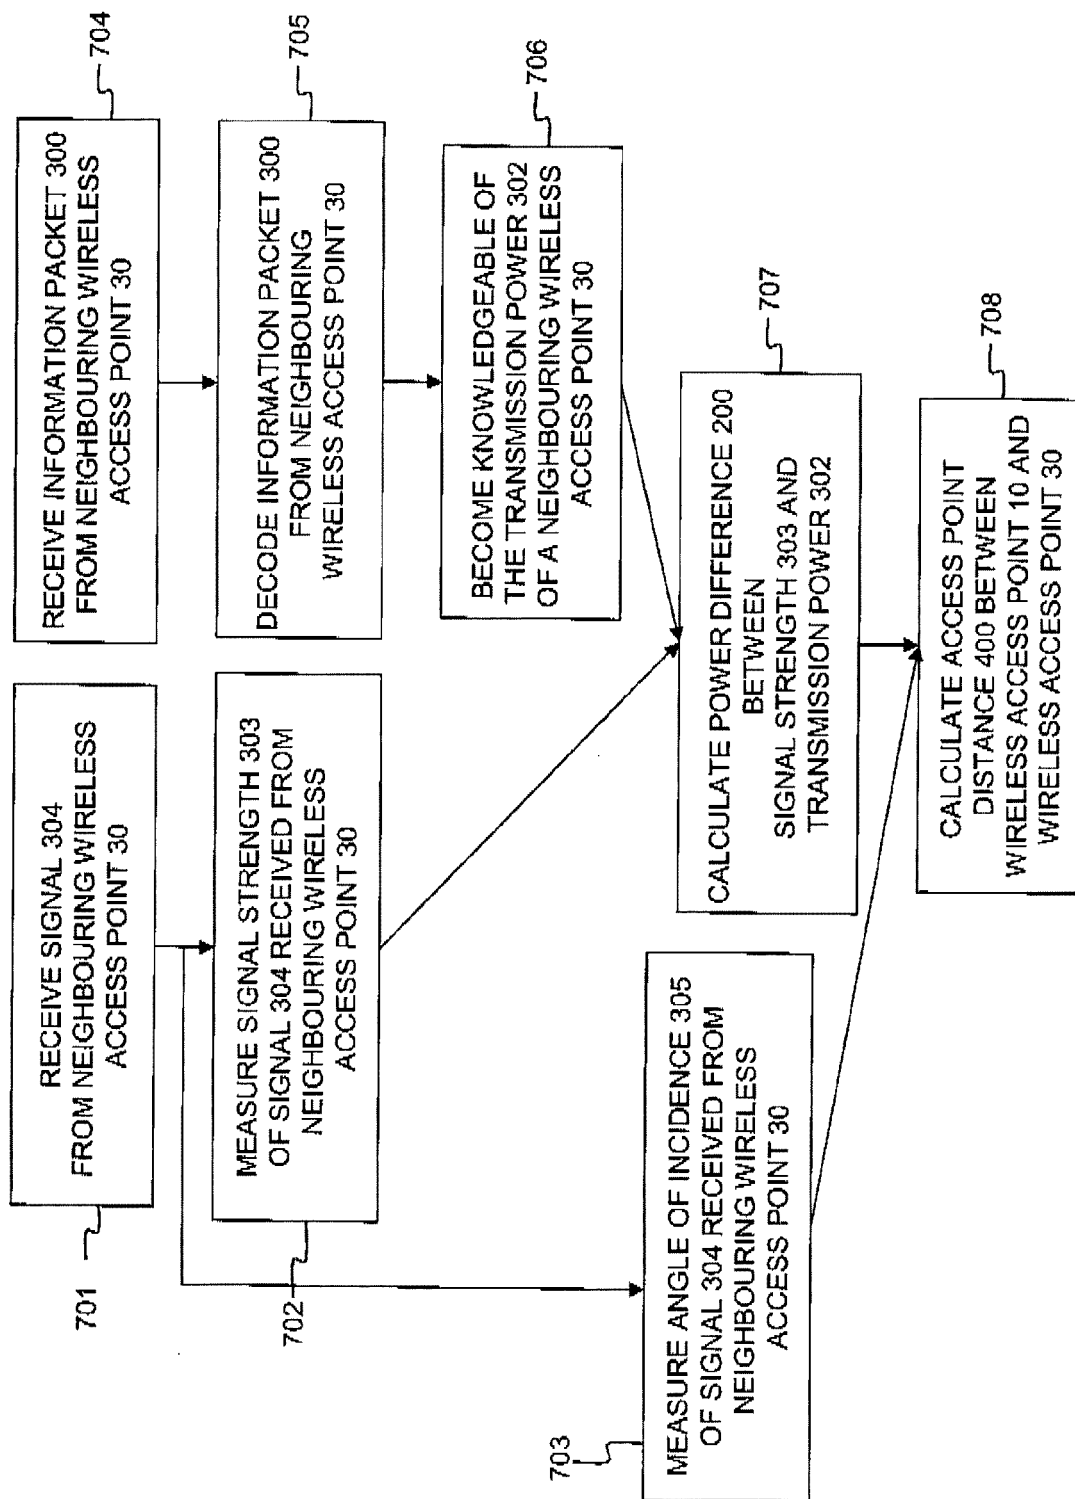 701
RECEIVE SIGNAL 304
FROM NEIGHBOURING WIRELESS
ACCESS POINT 30
704
RECEIVE INFORMATION PACKET 300
FROM NEIGHBOURING WIRELESS
ACCESS POINT 30
702
MEASURE SIGNAL STRENGTH 303
OF SIGNAL 304 RECEIVED FROM
NEIGHBOURING WIRELESS
ACCESS POINT 30
705
DECODE INFORMATION PACKET 300
FROM NEIGHBOURING
WIRELESS ACCESS POINT 30
706
BECOME KNOWLEDGEABLE OF
THE TRANSMISSION POWER 302
OF A NEIGHBOURING WIRELESS
ACCESS POINT 30
703
MEASURE ANGLE OF INCIDENCE 305
OF SIGNAL 304 RECEIVED FROM
NEIGHBOURING WIRELESS
ACCESS POINT 30
707
CALCULATE POWER DIFFERENCE 200
BETWEEN
SIGNAL STRENGTH 303 AND
TRANSMISSION POWER 302
708
CALCULATE ACCESS POINT
DISTANCE 400 BETWEEN
WIRELESS ACCESS POINT 10 AND
WIRELESS ACCESS POINT 30